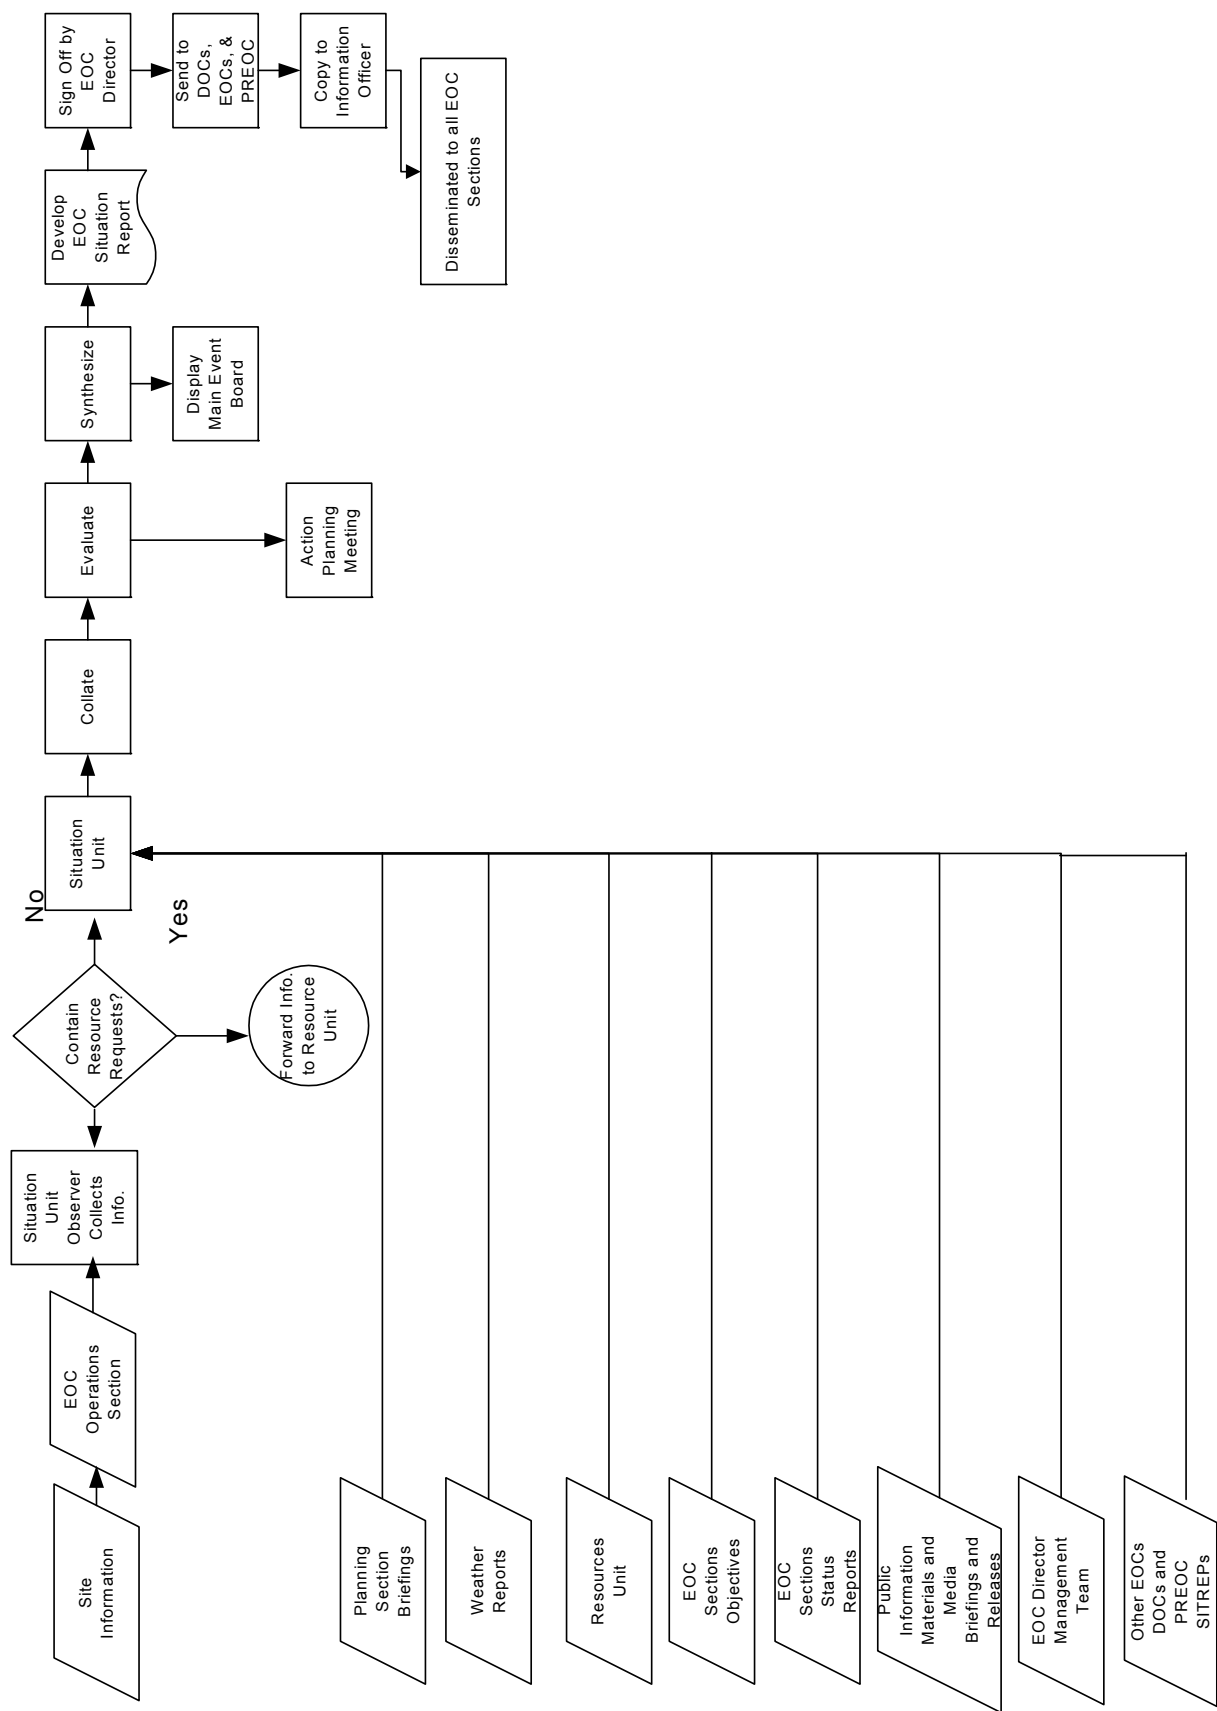 Site
Information
EOC
Operations
Section
Situation
Unit
Observer
Collects
Info.
Contain
Resource
Requests?
No
Yes
Forward Info.
to Resource
Unit
Situation
Unit
Collate
Evaluate
Action
Planning
Meeting
Synthesize
Display
Main Event
Board
Develop
EOC
Situation
Report
Sign Off by
EOC
Director
Send to
DOCs,
EOCs, &
PREOC
Copy to
Information
Officer
Disseminated to all EOC
Sections
Planning
Section
Briefings
Weather
Reports
Resources
Unit
EOC
Sections
Objectives
EOC
Sections
Status
Reports
Public
Information
Materials and
Media
Briefings and
Releases
EOC Director
Management
Team
Other EOCs
DOCs and
PREOC
SITREPs